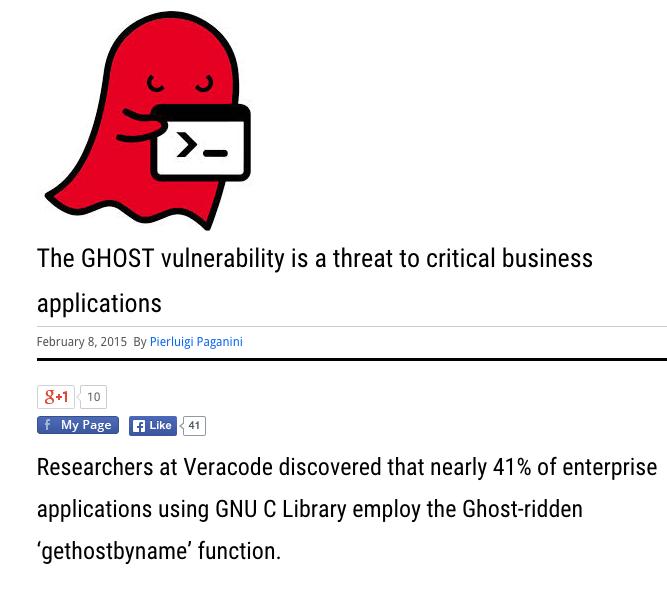 >_
The GHOST vulnerability is a threat to critical business
applications
February 8, 2015 By Pierluigi Paganini
g+1 10
f My Page f Like 41
Researchers at Veracode discovered that nearly 41% of enterprise
applications using GNU C Library employ the Ghost-ridden
‘gethostbyname’ function.